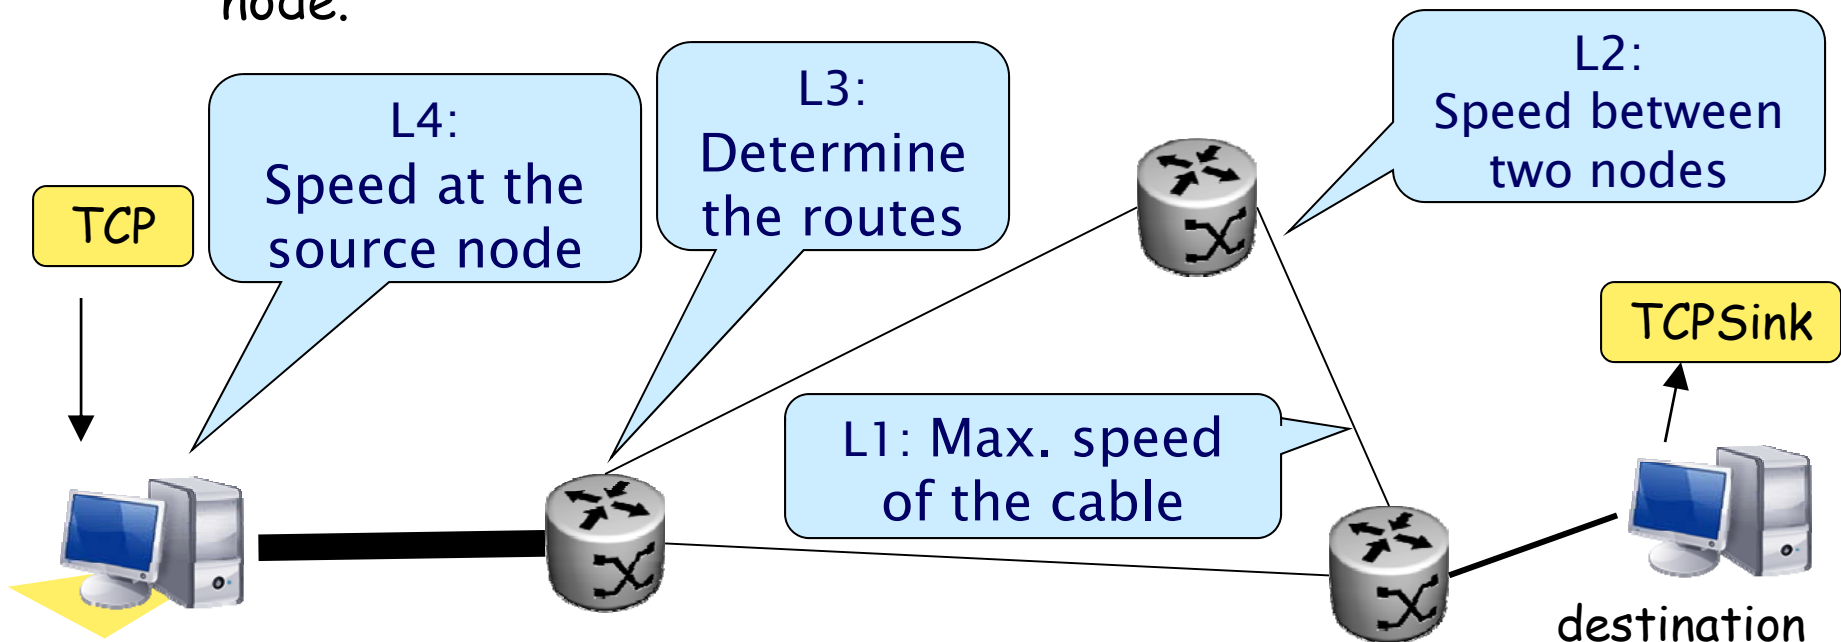 node.
L4:
Speed at the
source node
L3:
Determine
the routes
L2:
Speed between
two nodes
TCP
TCPSink
L1: Max. speed
of the cable
destination